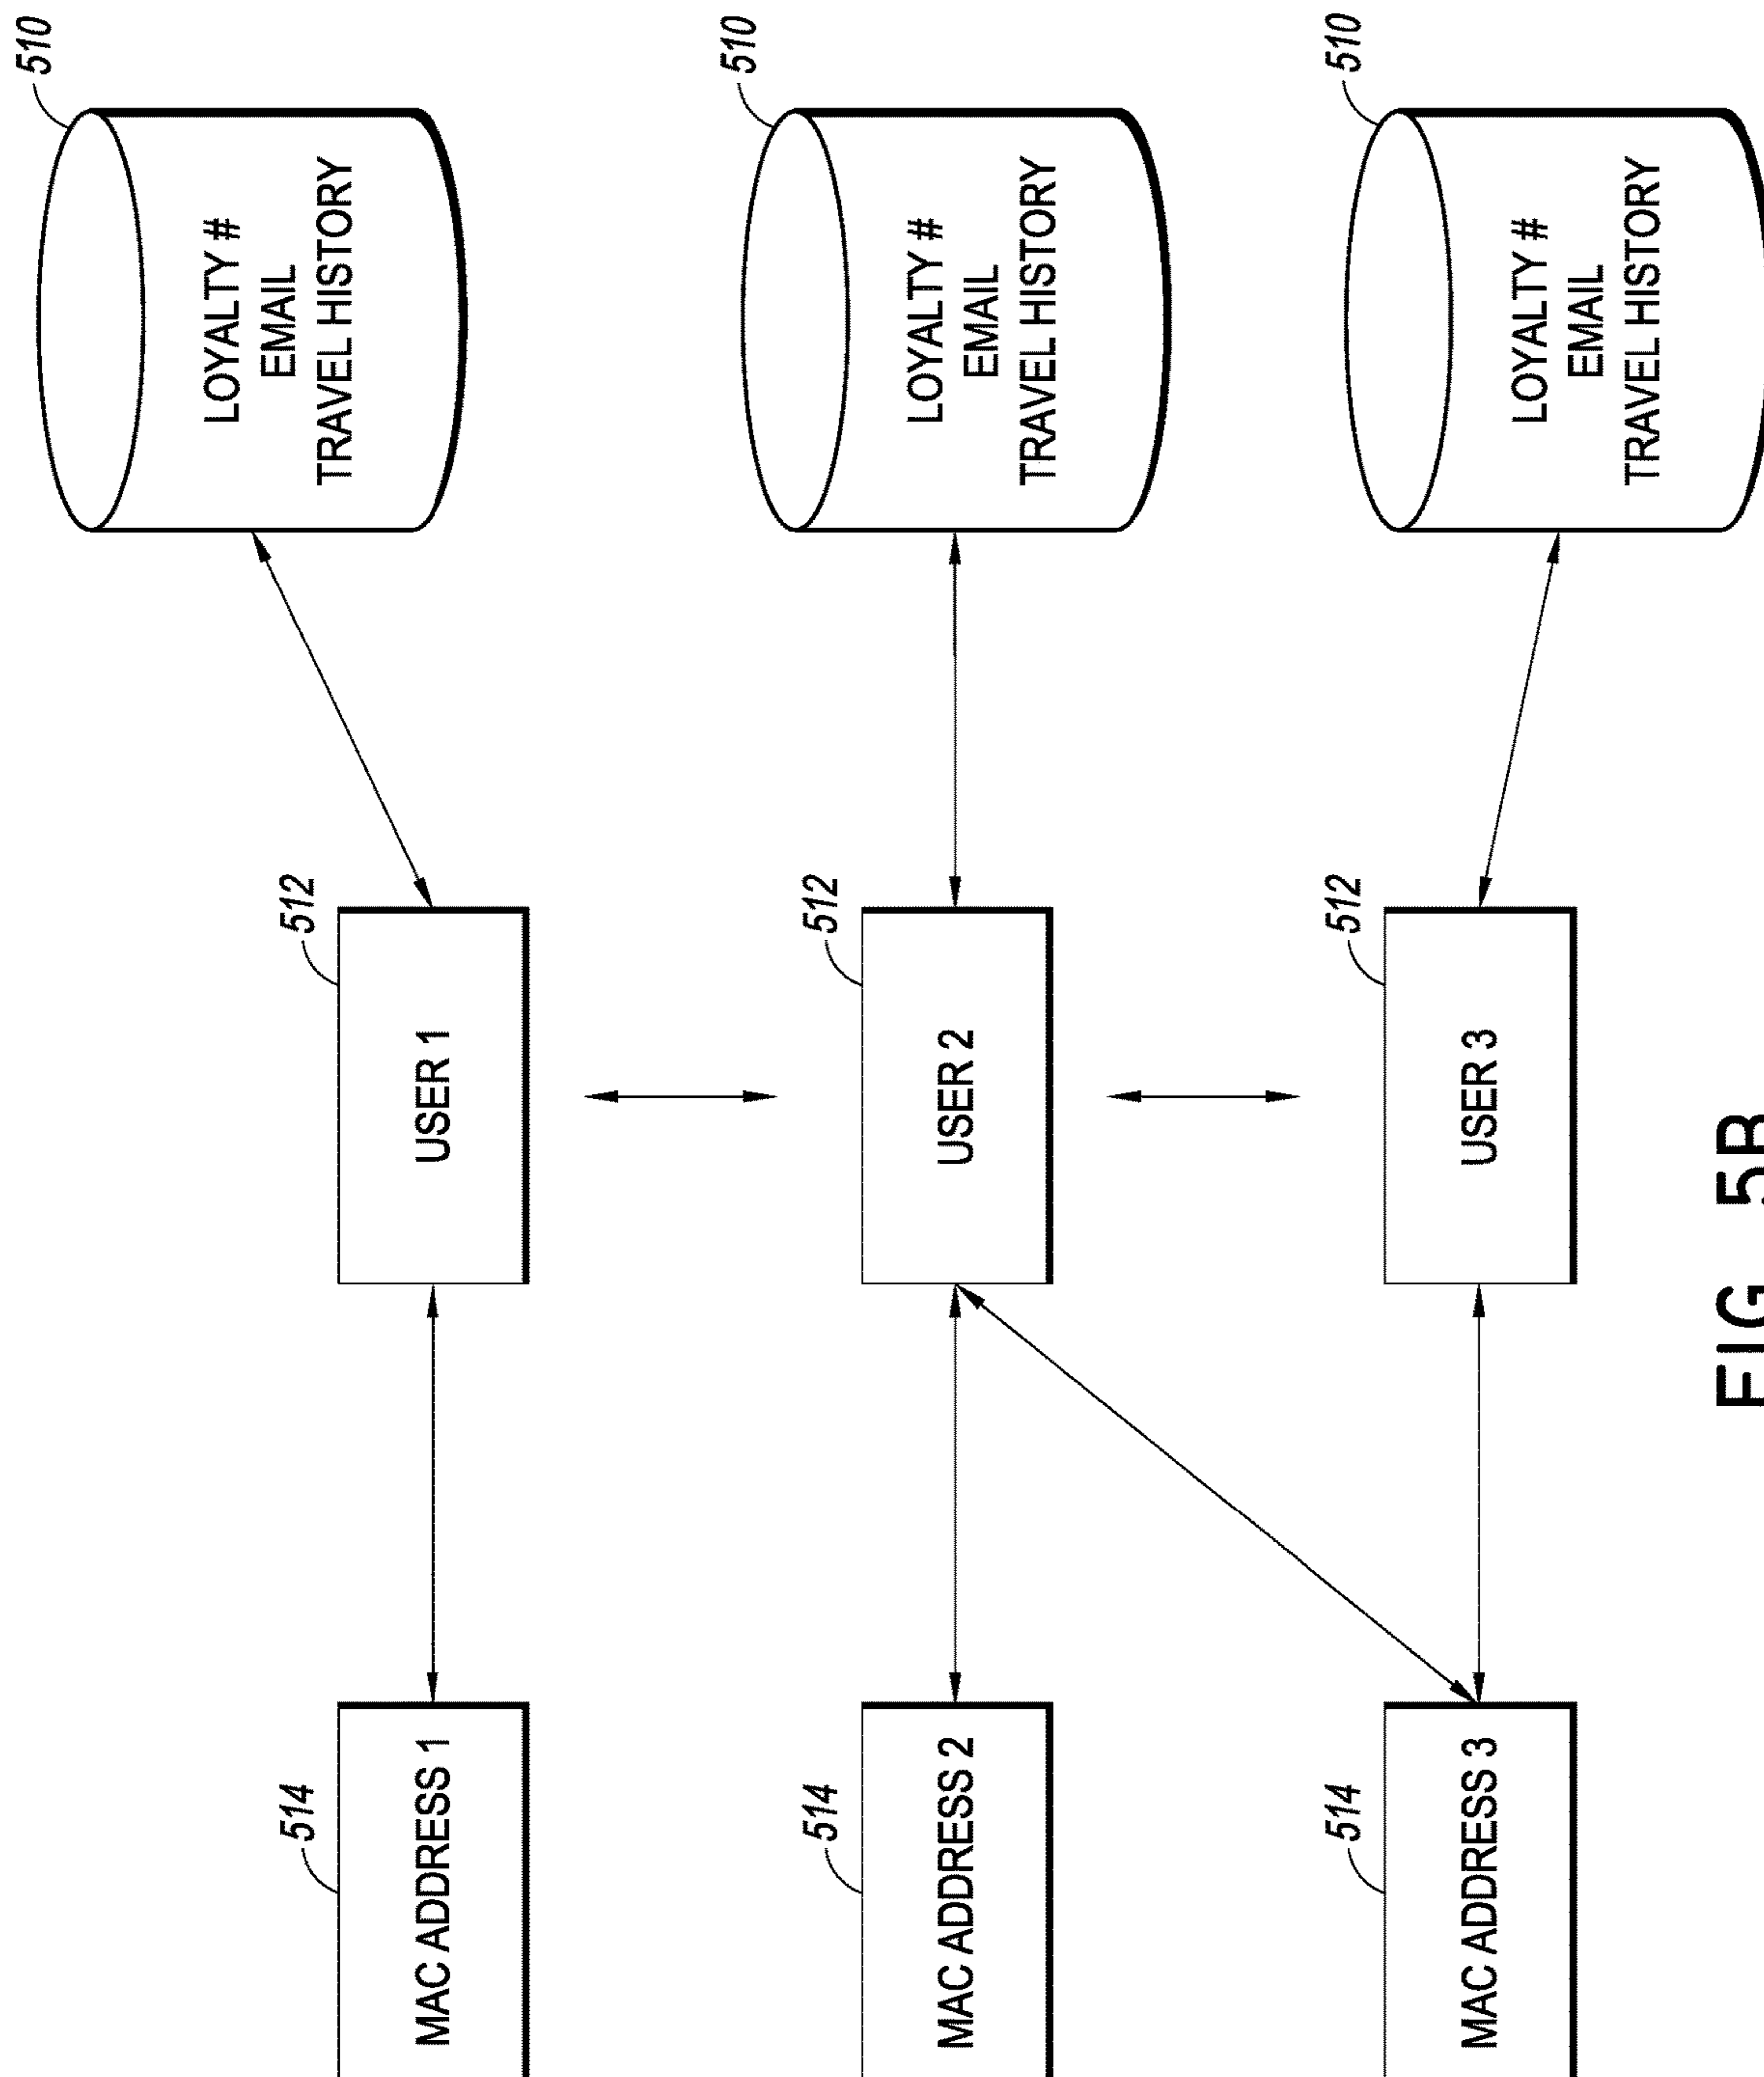 510
LOYALTY #
EMAIL
TRAVEL HISTORY
514
512
MAC ADDRESS 1
USER 1
510
LOYALTY #
EMAIL
TRAVEL HISTORY
514
512
MAC ADDRESS 2
USER 2
510
LOYALTY #
EMAIL
TRAVEL HISTORY
514
512
MAC ADDRESS 3
USER 3
FIG. 5B